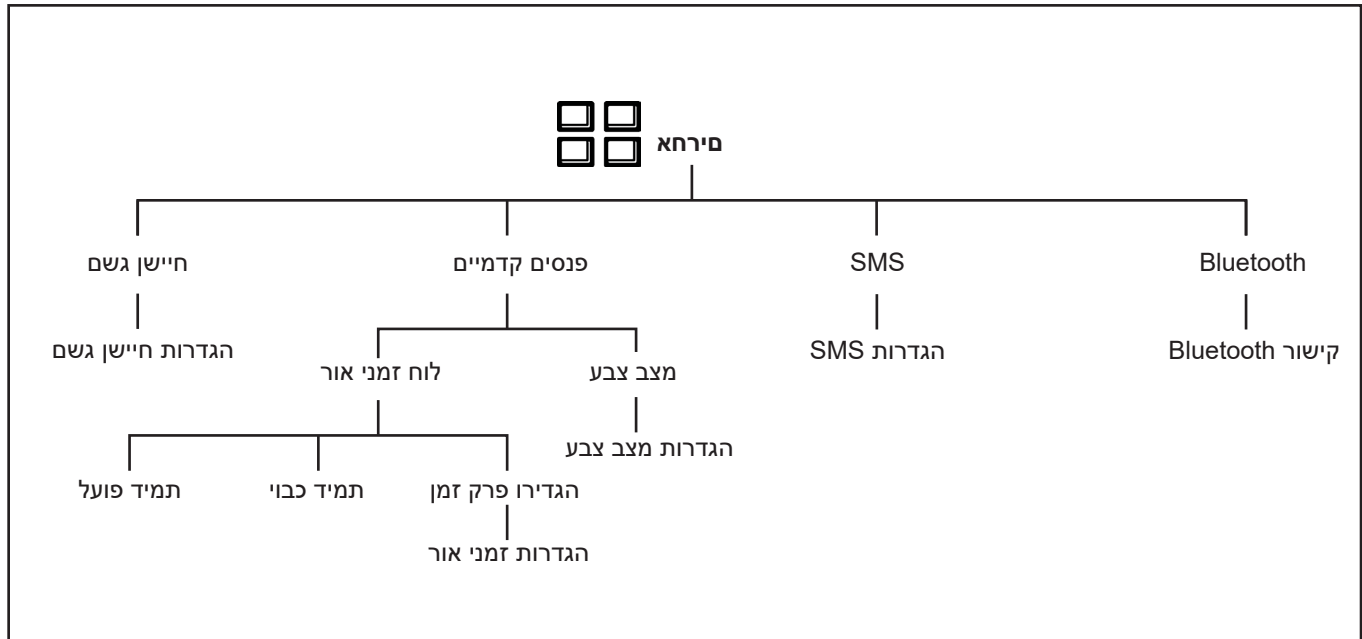 םירחא
Bluetooth
SMS
פנסים קדמיים
חיישן גשם
קישור Bluetooth
הגדרות SMS
הגדרות חיישן גשם
מצב צבע
לוח זמני אור
הגדרות מצב צבע
הגדירו פרק זמן
תמיד כבוי
תמיד פועל
הגדרות זמני אור